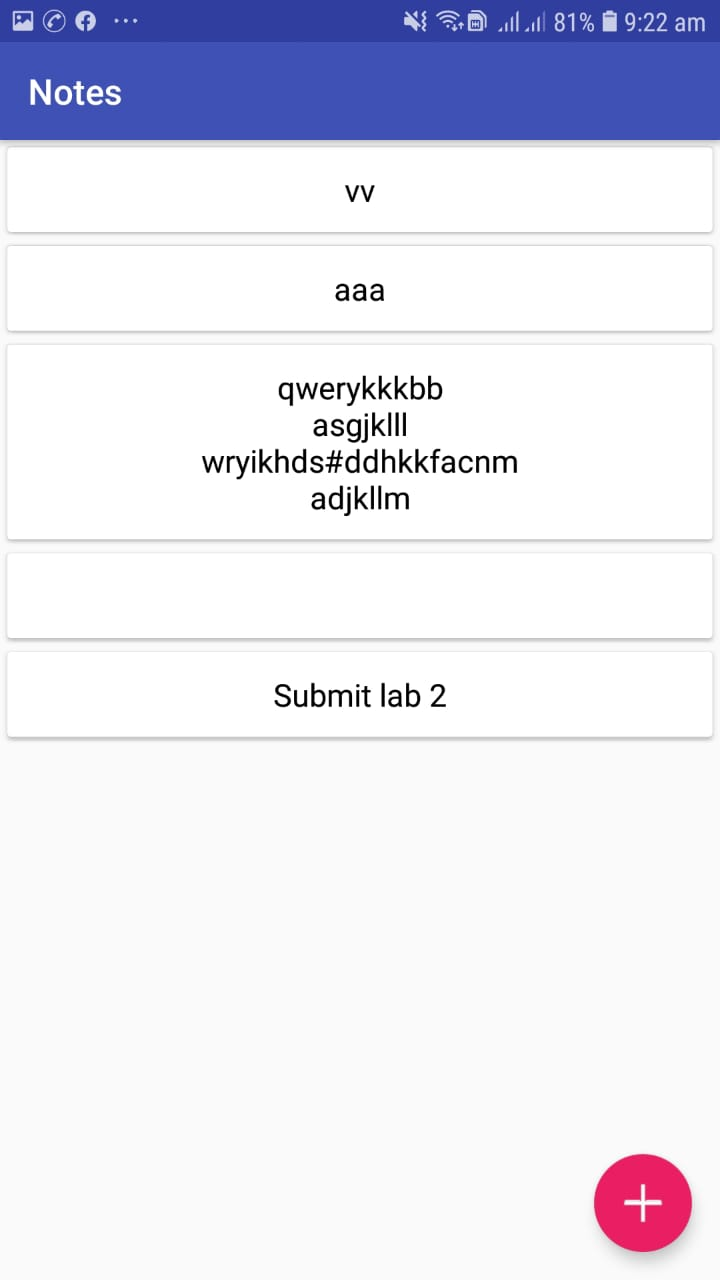 81% 9:22 am
Notes
vv
aaa
qwerykkkbb
asgjklll
wryikhds#ddhkkfacnm
adjkllm
Submit lab 2